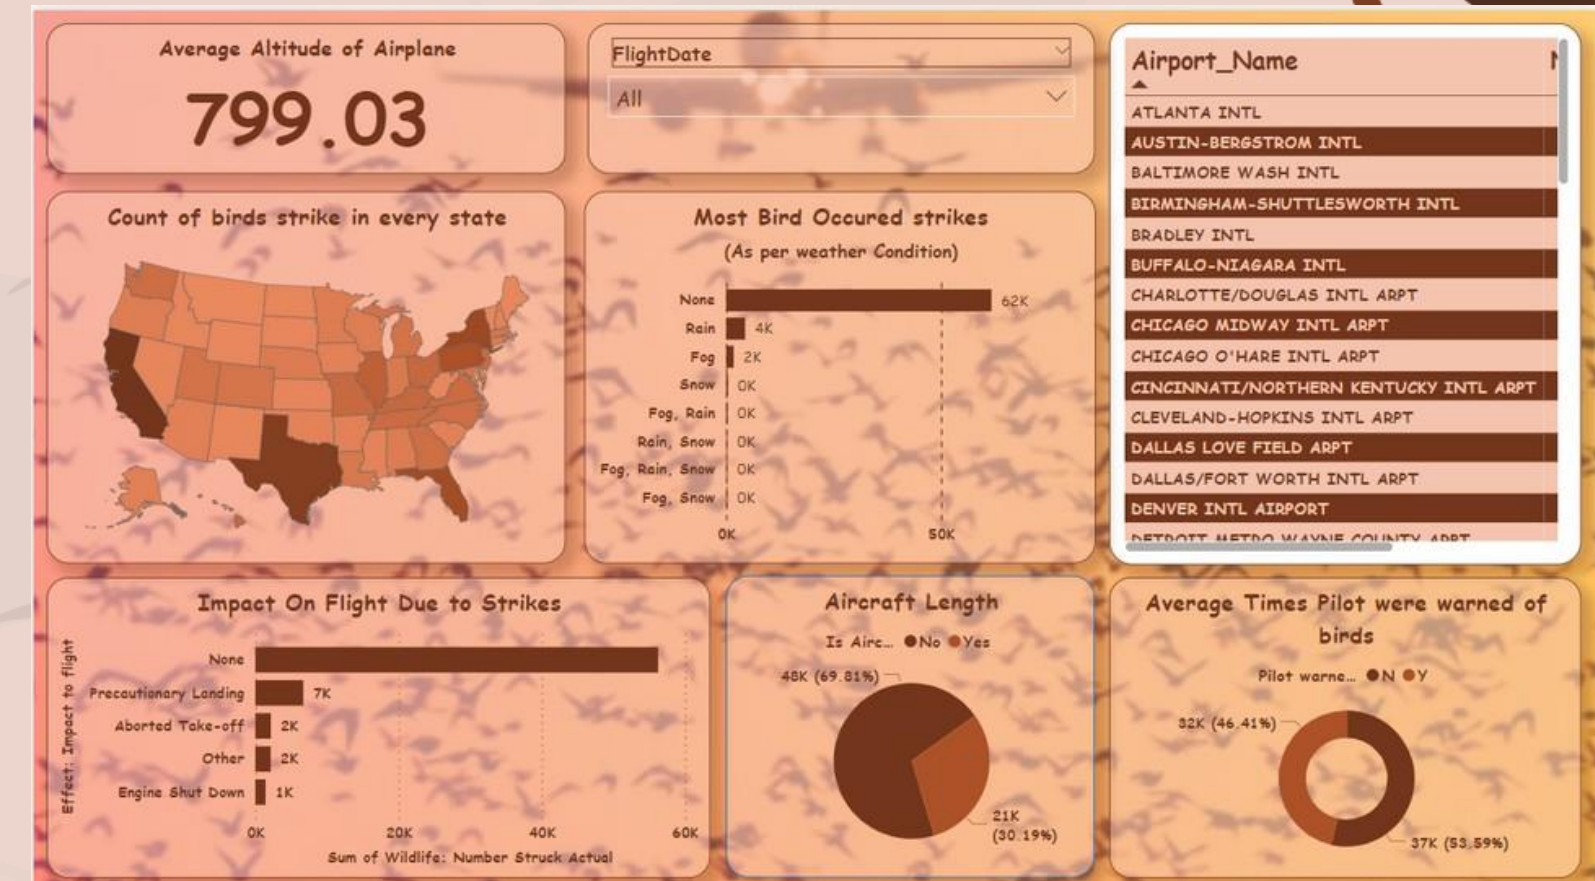 Average Altitude of Airplane
799.03
FlightDate
All
Airport_Name
ATLANTA INTL
AUSTIN-BERGSTROM INTL
BALTIMORE WASH INTL
BIRMINGHAM-SHUTTLESWORTH INTL
BRADLEY INTL
BUFFALO-NIAGARA INTL
CHARLOTTE/DOUGLAS INTL ARPT
CHICAGO MIDWAY INTL ARPT
CHICAGO O'HARE INTL ARPT
CINCINNATI/NORTHERN KENTUCKY INTL ARPT
CLEVELAND-HOPKINS INTL ARPT
DALLAS LOVE FIELD ARPT
DALLAS/FORT WORTH INTL ARPT
DENVER INTL AIRPORT
DETROIT METRO WAYNE COUNTY ARPT
Count of birds strike in every state
Most Bird Occured strikes
(As per weather Condition)
None 62K
Rain 4K
Fog 2K
Snow 0K
Fog, Rain 0K
Rain, Snow 0K
Fog, Rain, Snow 0K
Fog, Snow 0K
0K 50K
Impact On Flight Due to Strikes
Effect: Impact to flight
None
Precautionary Landing 7K
Aborted Take-off 2K
Other 2K
Engine Shut Down 1K
0K 20K 40K 60K
Sum of Wildlife: Number Struck Actual
Aircraft Length
Is Airc... No Yes
48K (69.81%)
21K
(30.19%)
Average Times Pilot were warned of
birds
Pilot warne... N Y
32K (46.41%)
37K (53.59%)